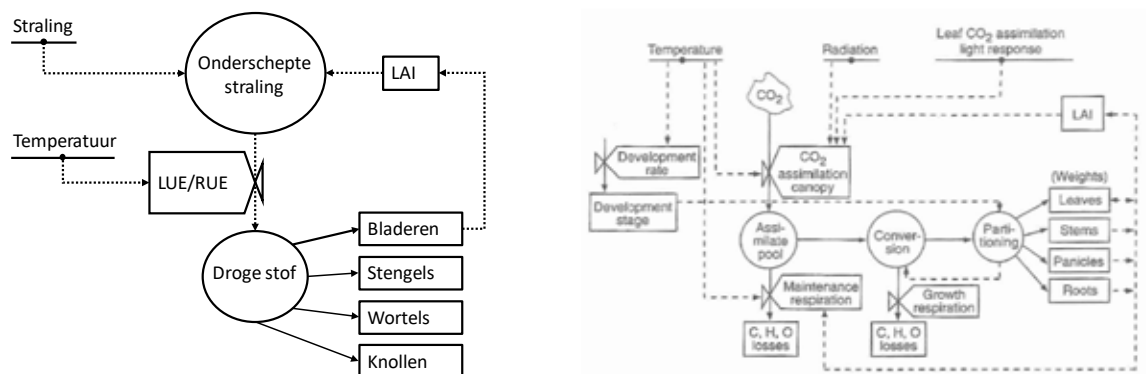 Straling
Onderschepte
straling
LAI
Temperatuur
LUE/RUE
Bladeren
Droge stof
Stengels
Wortels
Knollen
Leaf CO2 assimilation
light response
Temperature
Radiation
CO2
LAI
Development
rate
CO2
assimilation
canopy
(Weights)
Development
stage
Leaves
Assi-
milate
pool
Conver-
sion
Parti-
tioning
Stems
Panicles
Roots
Maintenance
respiration
Growth
respiration
C, H, O
losses
C, H, O
losses